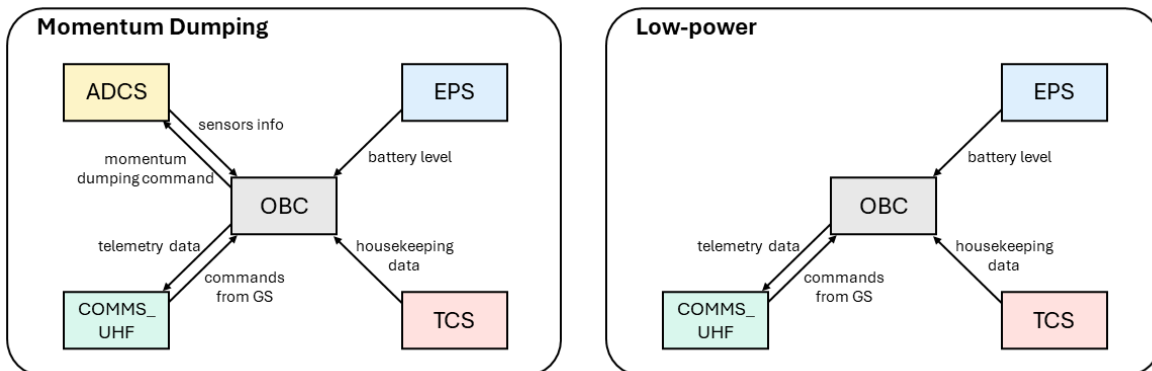 Momentum Dumping
ADCS
EPS
sensors info
momentum
dumping command
battery level
OBC
telemetry data
housekeeping
data
commands
from GS
COMMS_
UHF
TCS
Low-power
EPS
battery level
OBC
telemetry data
housekeeping
data
commands
from GS
COMMS_
UHF
TCS